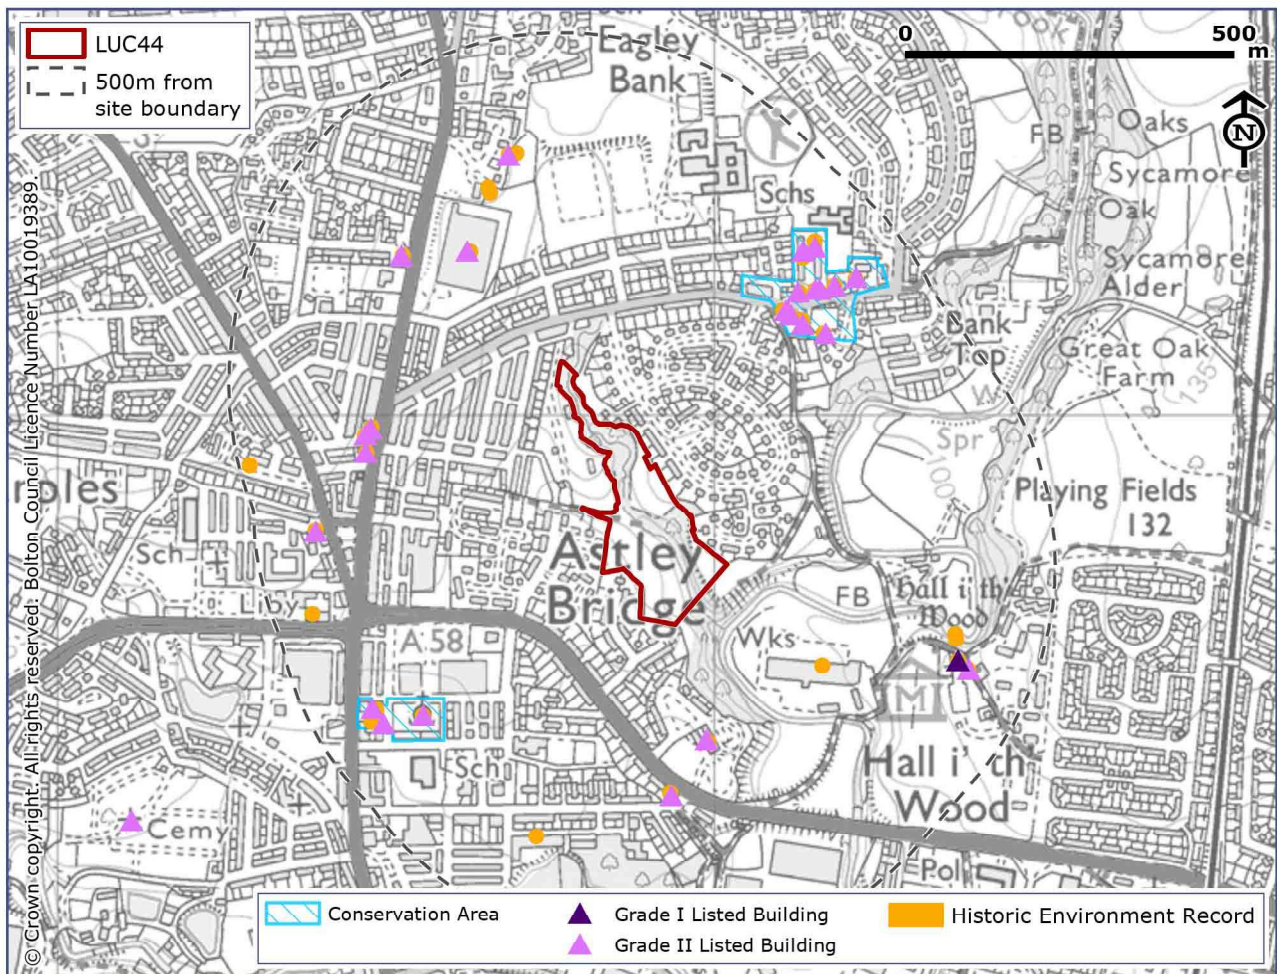 LUC44
500m from
site boundary
0
500
m
N
Eagley
Bank
FB
Oaks
Sycamore
Oak
Sycamore
Alder
Schs
Bank
Top
Great Oak
Farm
135
Spr
100
Playing Fields
132
Sch
Liby
Astley
Bridge
FB
Hall i' th'
Wood
A 58
Wks
M
Sch
Hall i' th'
Wood
Cemy
Pol
© Crown copyright. All rights reserved. Bolton Council Licence Number LA100019389.
Conservation Area
Grade I Listed Building
Historic Environment Record
Grade II Listed Building